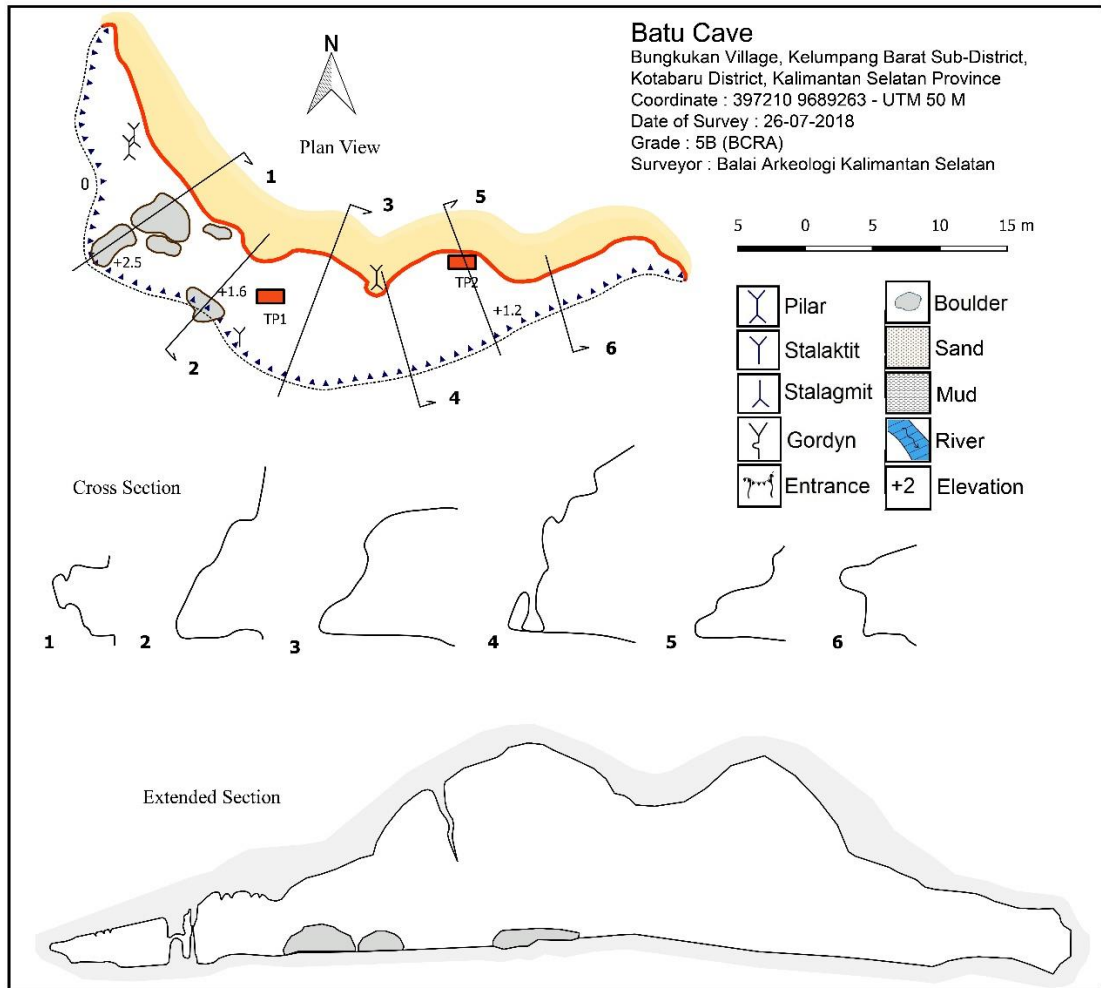 Batu Cave
Bungkukan Village, Kelumpang Barat Sub-District,
Kotabaru District, Kalimantan Selatan Province
Coordinate : 397210 9689263 - UTM 50 M
Date of Survey : 26-07-2018
Grade : 5B (BCRA)
Surveyor : Balai Arkeologi Kalimantan Selatan
N
Plan View
1
3
5
0
+2.5
+1.6
TP1
TP2
+1.2
2
4
6
5 0 5 10 15 m
Pilar
Stalaktit
Stalagmit
Gordyn
Entrance
Boulder
Sand
Mud
River
+2 Elevation
Cross Section
1 2 3 4 5 6
Extended Section